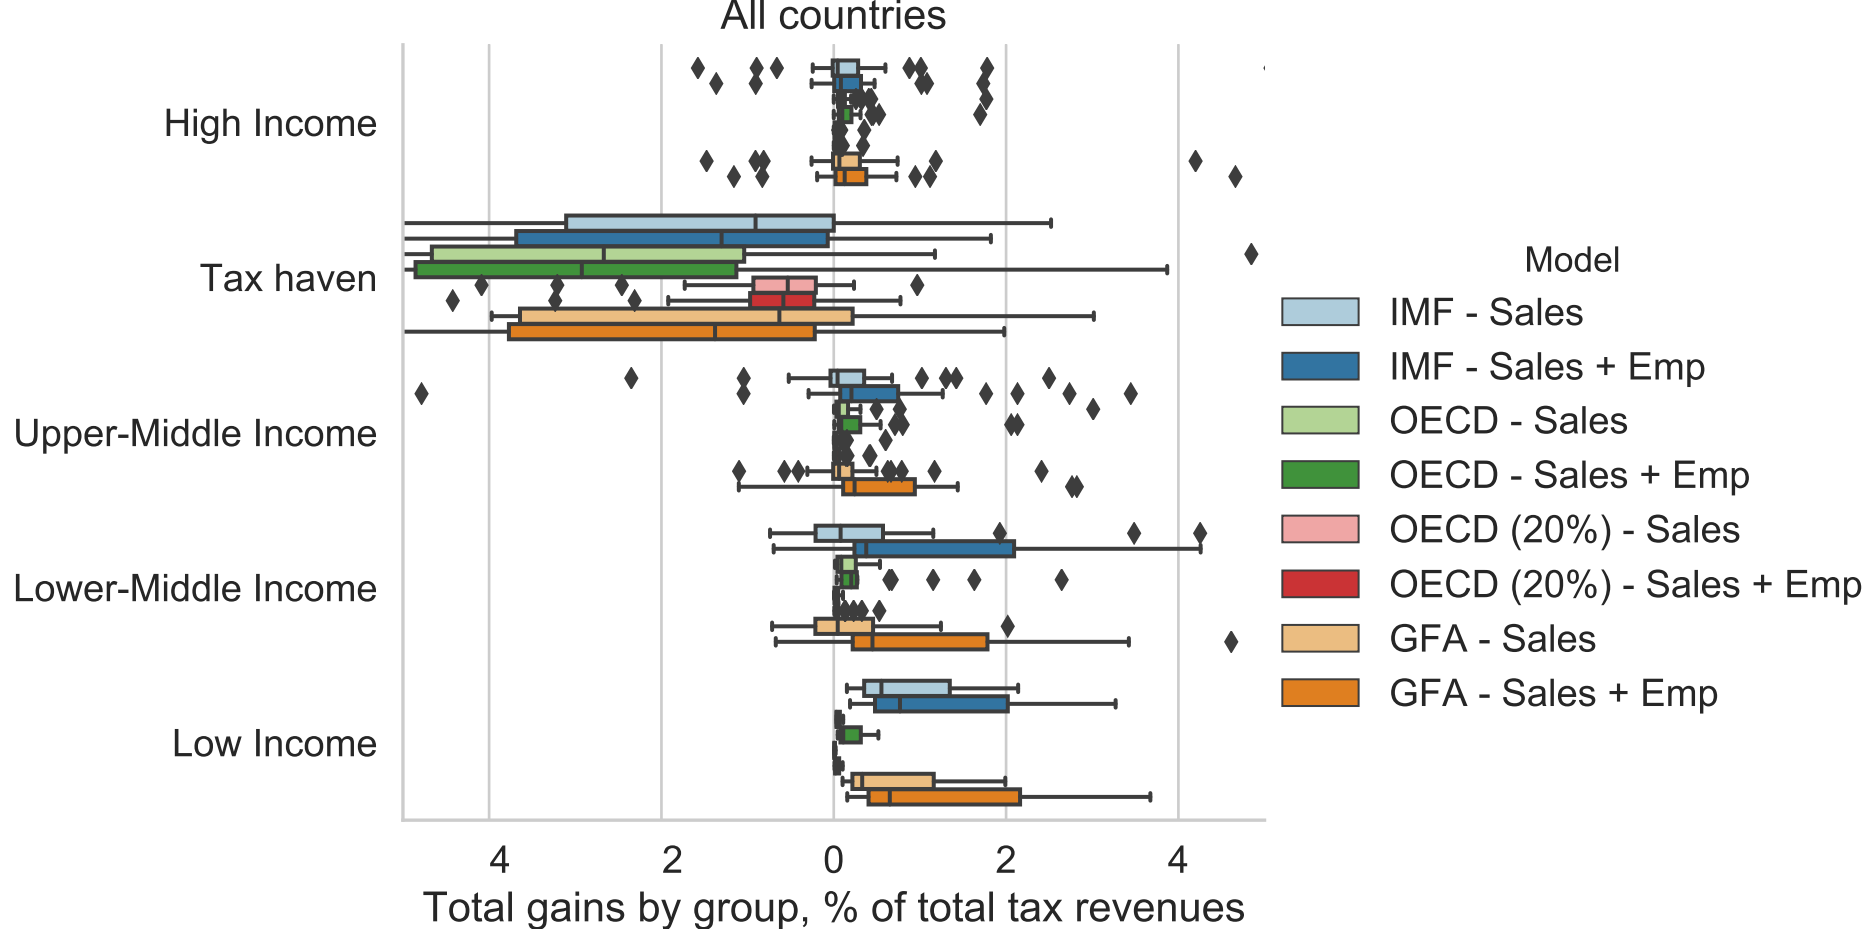 All countries
High Income
Tax haven
Upper-Middle Income
Lower-Middle Income
Low Income
4 2 0 2 4
Total gains by group, % of total tax revenues
Model
IMF - Sales
IMF - Sales + Emp
OECD - Sales
OECD - Sales + Emp
OECD (20%) - Sales
OECD (20%) - Sales + Emp
GFA - Sales
GFA - Sales + Emp